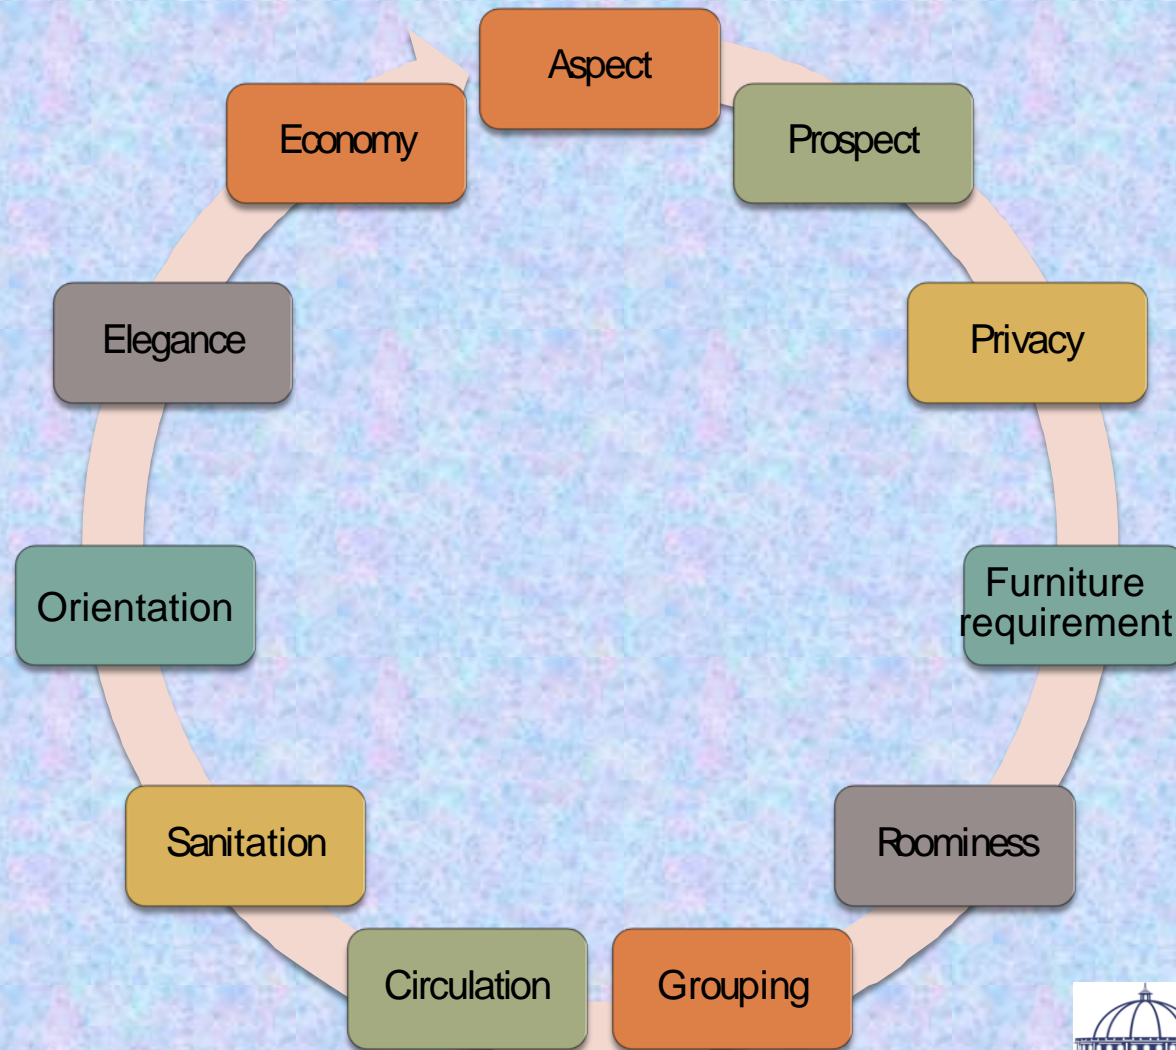 Aspect
Prospect
Privacy
Furniture
requirement
Roominess
Grouping
Circulation
Sanitation
Orientation
Elegance
Economy